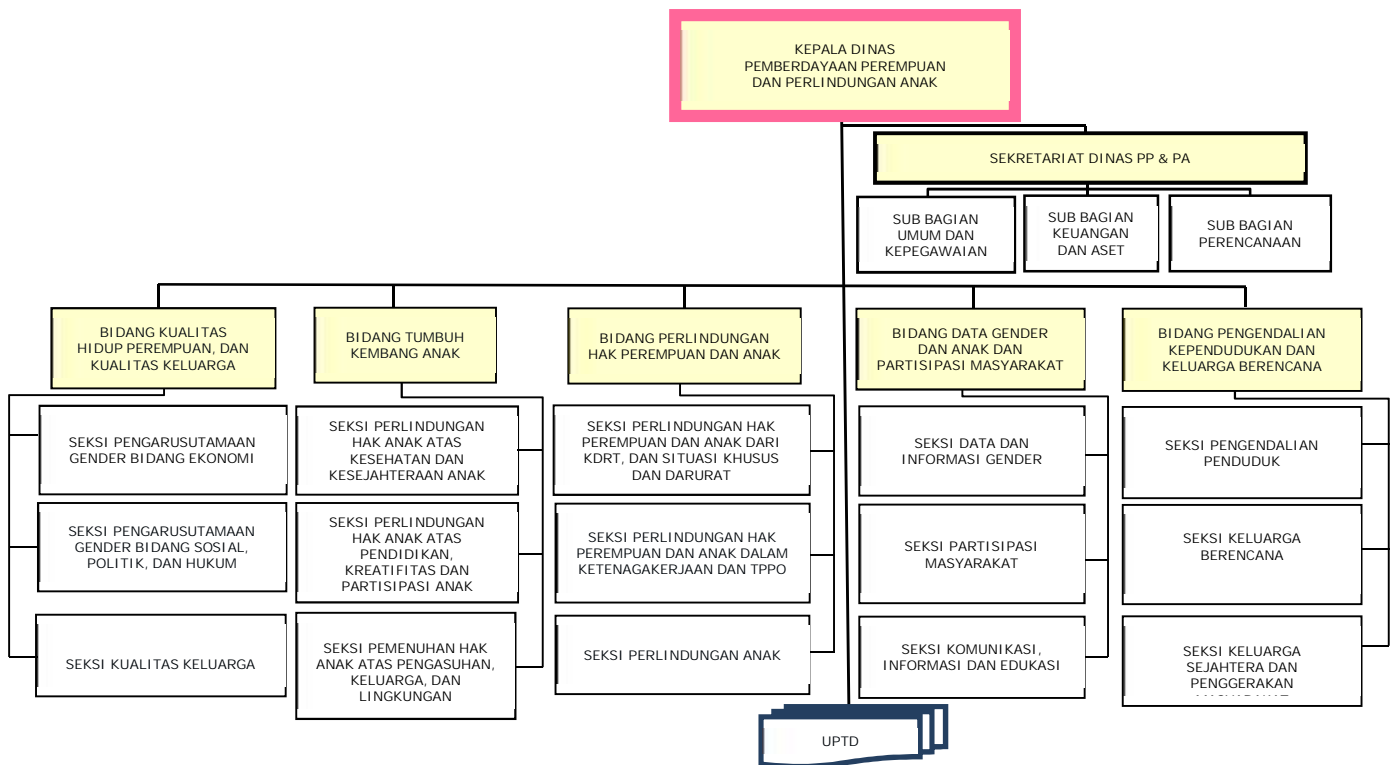 KEPALA DINAS
PEMBERDAYAAN PEREMPUAN
DAN PERLINDUNGAN ANAK
SEKRETARIAT DINAS PP & PA
SUB BAGIAN
UMUM DAN
KEPEGAWAIAN
SUB BAGIAN
KEUANGAN
DAN ASET
SUB BAGIAN
PERENCANAAN
BIDANG KUALITAS
HIDUP PEREMPUAN, DAN
KUALITAS KELUARGA
BIDANG TUMBUH
KEMBANG ANAK
BIDANG PERLINDUNGAN
HAK PEREMPUAN DAN ANAK
BIDANG DATA GENDER
DAN ANAK DAN
PARTISIPASI MASYARAKAT
BIDANG PENGENDALIAN
KEPENDUDUKAN DAN
KELUARGA BERENCANA
SEKSI PENGARUSUTAMAAN
GENDER BIDANG EKONOMI
SEKSI PERLINDUNGAN
HAK ANAK ATAS
KESEHATAN DAN
KESEJAHTERAAN ANAK
SEKSI PERLINDUNGAN HAK
PEREMPUAN DAN ANAK DARI
KDRT, DAN SITUASI KHUSUS
DAN DARURAT
SEKSI DATA DAN
INFORMASI GENDER
SEKSI PENGENDALIAN
PENDUDUK
SEKSI PENGARUSUTAMAAN
GENDER BIDANG SOSIAL,
POLITIK, DAN HUKUM
SEKSI PERLINDUNGAN
HAK ANAK ATAS
PENDIDIKAN,
KREATIFITAS DAN
PARTISIPASI ANAK
SEKSI PERLINDUNGAN HAK
PEREMPUAN DAN ANAK DALAM
KETENAGAKERJAAN DAN TPPO
SEKSI PARTISIPASI
MASYARAKAT
SEKSI KELUARGA
BERENCANA
SEKSI KUALITAS KELUARGA
SEKSI PEMENUHAN HAK
ANAK ATAS PENGASUHAN,
KELUARGA, DAN
LINGKUNGAN
SEKSI PERLINDUNGAN ANAK
SEKSI KOMUNIKASI,
INFORMASI DAN EDUKASI
SEKSI KELUARGA
SEJAHTERA DAN
PENGGERAKAN
UPTD